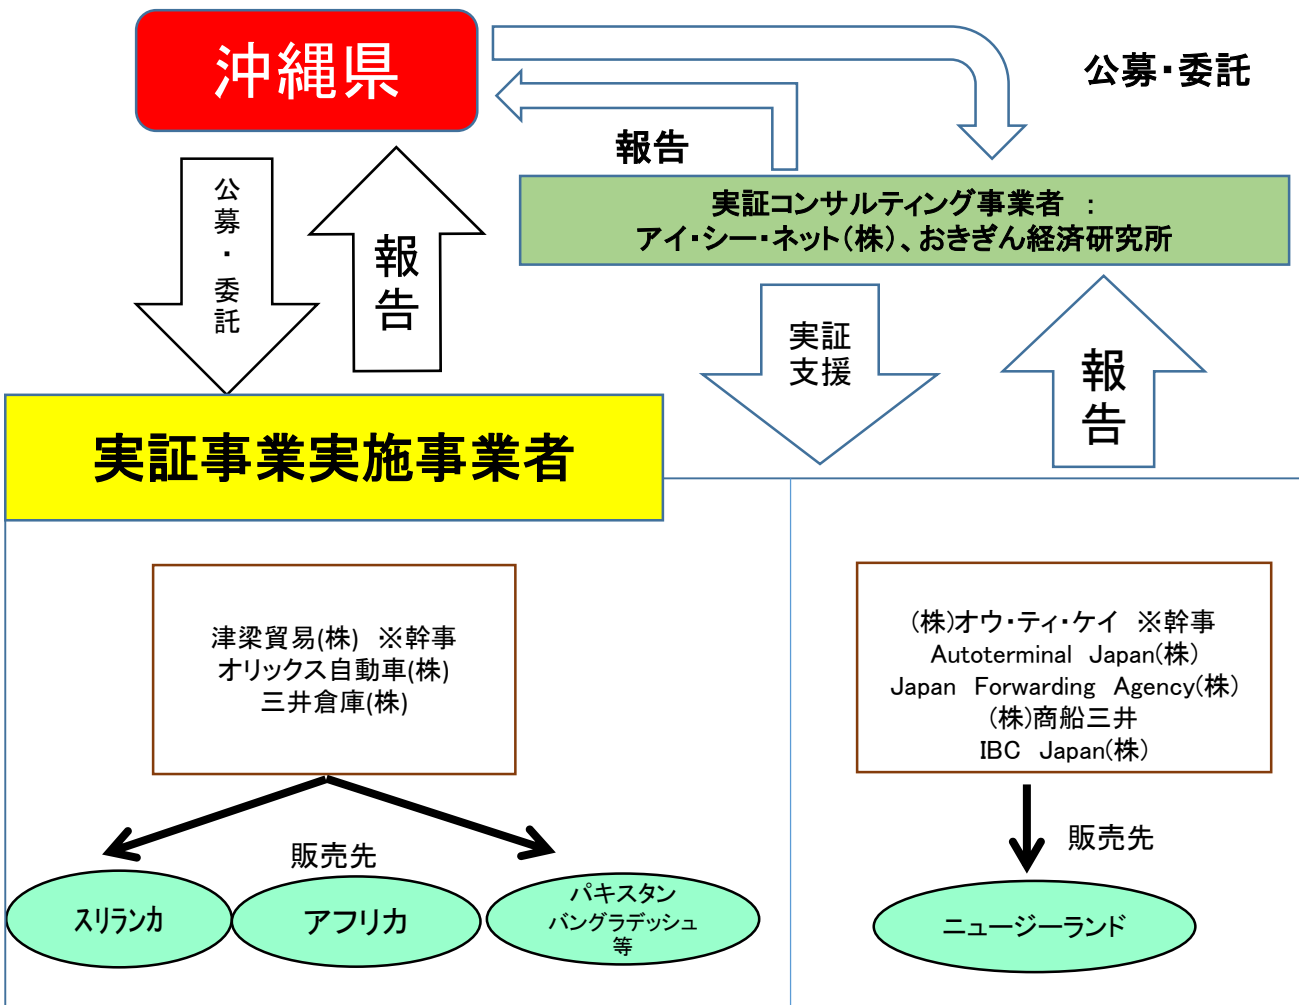 沖縄県
公募・委託
報告
実証コンサルティング事業者 ：
アイ・シー・ネット（株）、おきぎん経済研究所
公募・委託
報告
実証
支援
報告
実証事業実施事業者
津梁貿易(株) ※幹事
オリックス自動車(株)
三井倉庫(株)
(株)オウ・ティ・ケイ ※幹事
Autoterminal Japan(株)
Japan Forwarding Agency(株)
(株)商船三井
IBC Japan(株)
販売先
販売先
スリランカ
アフリカ
パキスタン
バングラデッシュ
等
ニュージーランド